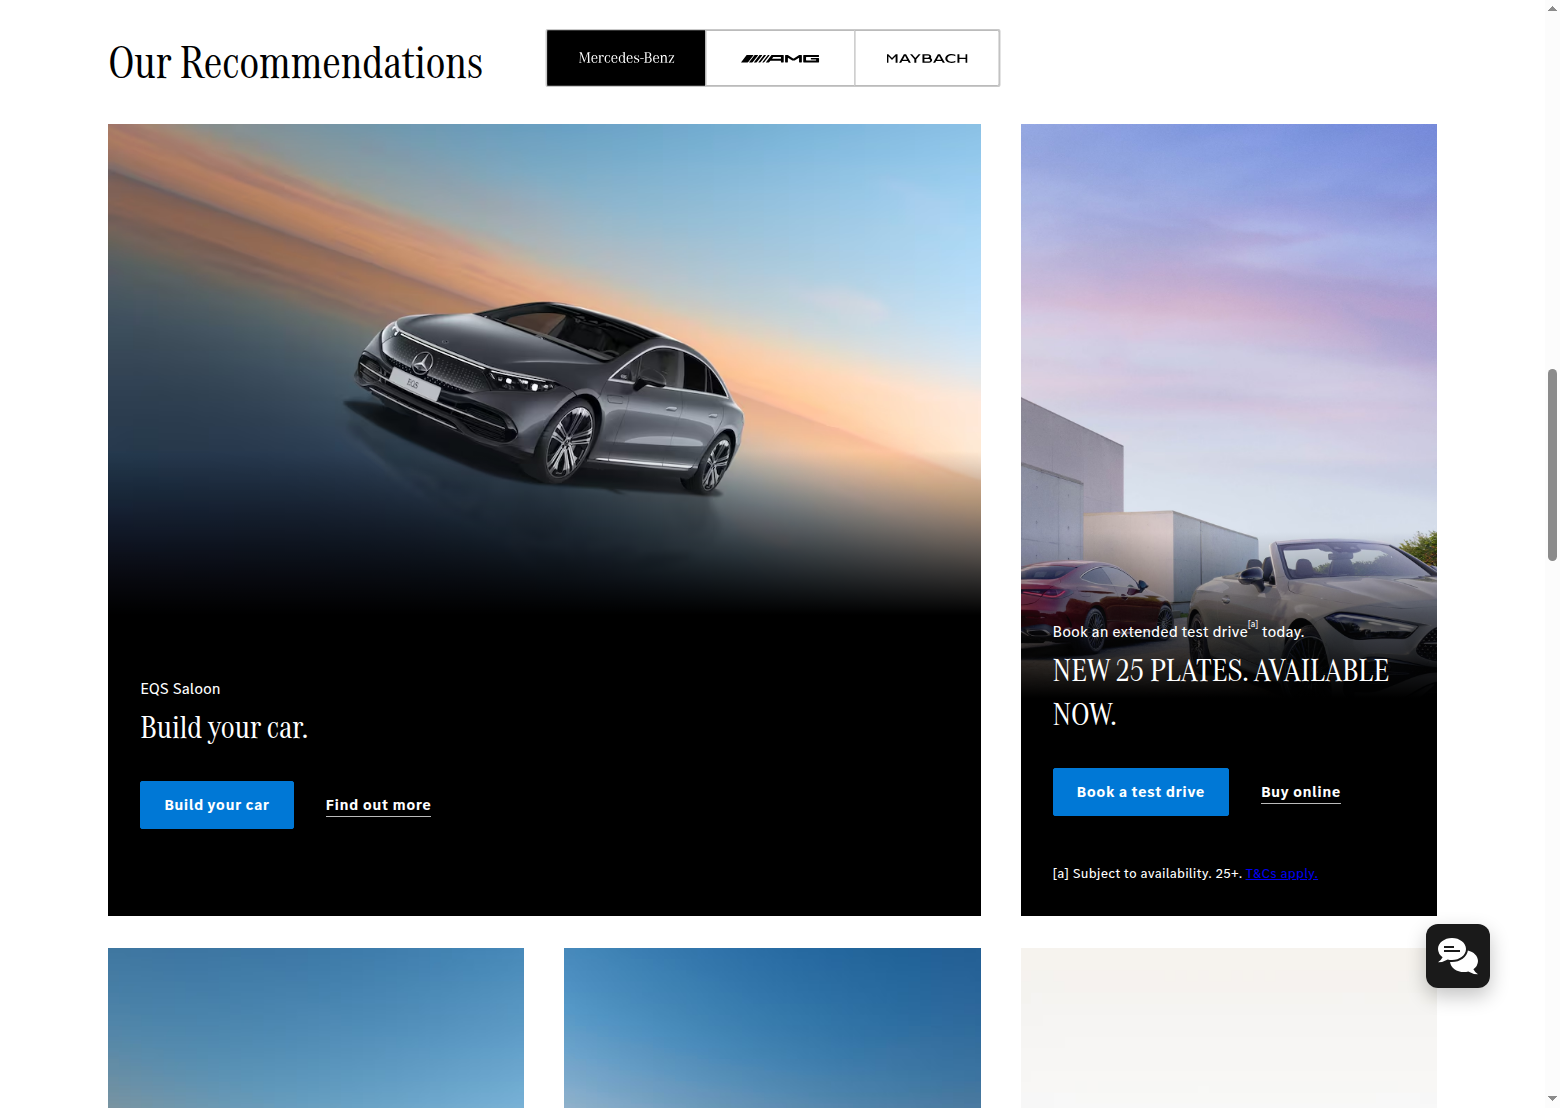 Our Recommendations
Mercedes-Benz
AMG
MAYBACH
EQS
EQS Saloon
Build your car.
Build your car
Find out more
Book an extended test drive[a] today.
NEW 25 PLATES. AVAILABLE
NOW.
Book a test drive
Buy online
[a] Subject to availability. 25+. T&Cs apply.